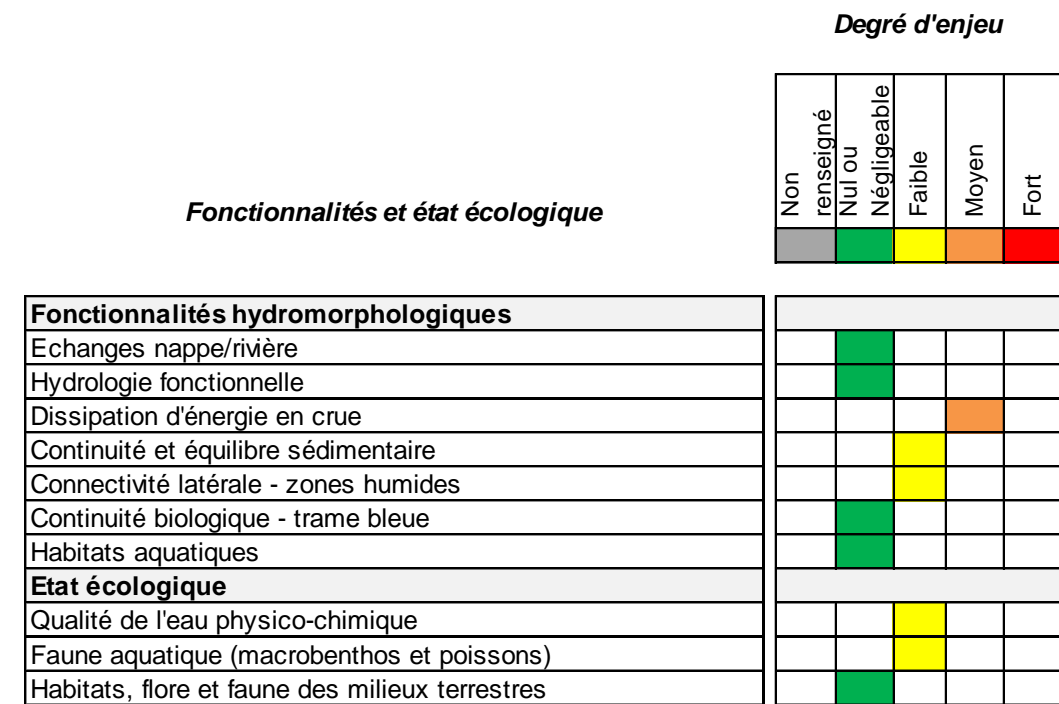 Degré d'enjeu
Non
renseigné
Nul ou
Négligeable
Faible
Moyen
Fort
Fonctionnalités et état écologique
Fonctionnalités hydromorphologiques
Echanges nappe/rivière
Hydrologie fonctionnelle
Dissipation d'énergie en crue
Continuité et équilibre sédimentaire
Connectivité latérale - zones humides
Continuité biologique - trame bleue
Habitats aquatiques
Etat écologique
Qualité de l'eau physico-chimique
Faune aquatique (macrobenthos et poissons)
Habitats, flore et faune des milieux terrestres